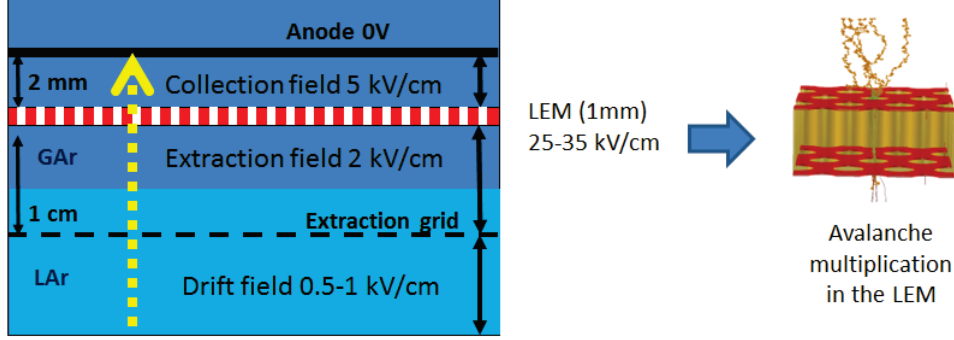 Anode 0V
2 mm
Collection field 5 kV/cm
GAr
Extraction field 2 kV/cm
1 cm
Extraction grid
LAr
Drift field 0.5-1 kV/cm
LEM (1mm)
25-35 kV/cm
Avalanche
multiplication
in the LEM